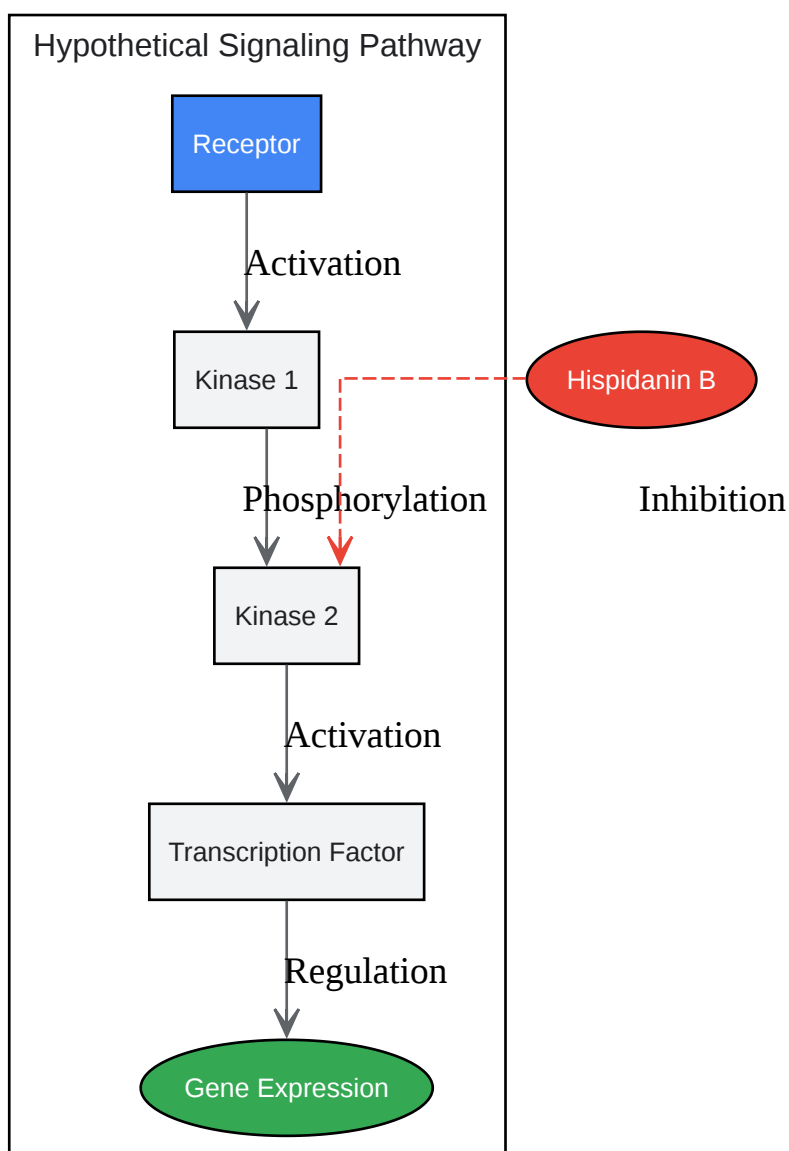 Hypothetical Signaling Pathway
Receptor
Activation
Kinase 1
Hispidanin B
Phosphorylation
Inhibition
Kinase 2
Activation
Transcription Factor
Regulation
Gene Expression